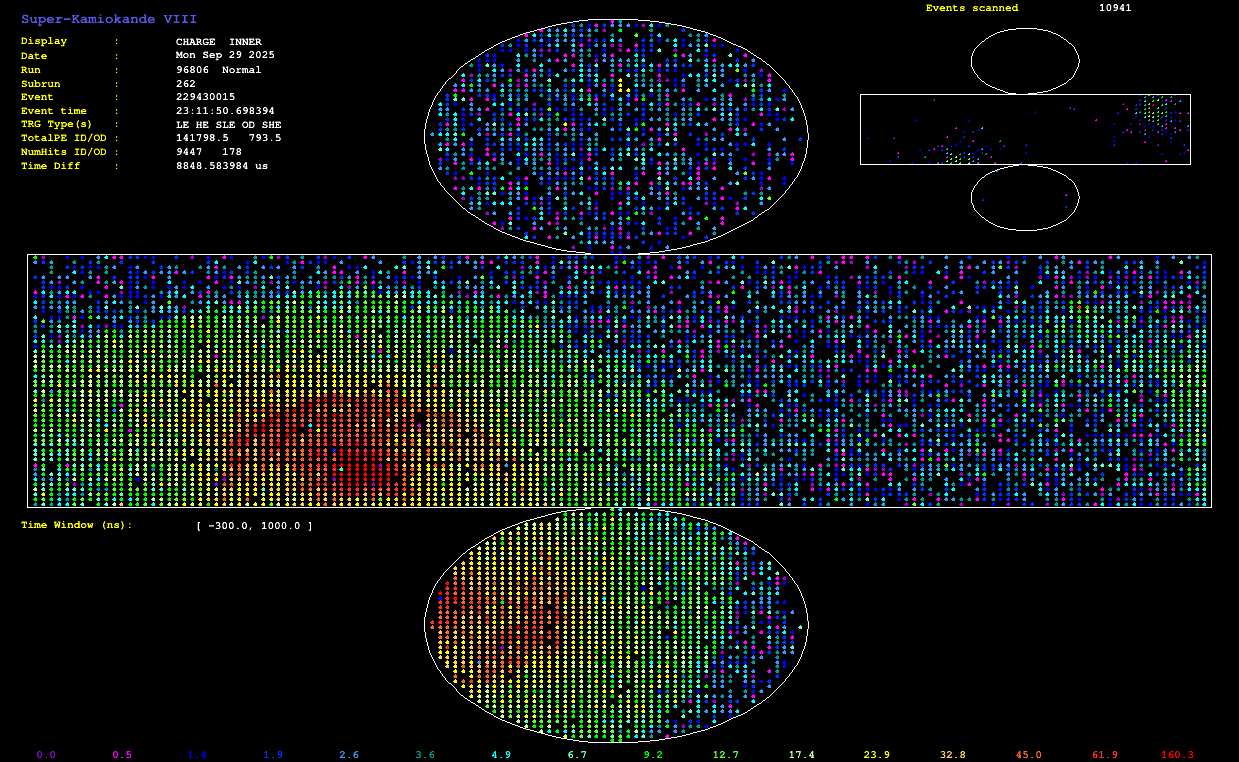 Super-Kamiokande VIII
Display : CHARGE INNER
Date : Mon Sep 29 2025
Run : 96806 Normal
Subrun : 262
Event : 229430015
Event time : 23:11:50.698394
TRG Type(s) : LE HE SLE OD SHE
TotalPE ID/OD : 141798.5 793.5
NumHits ID/OD : 9447 178
Time Diff : 8848.583984 us
Events scanned 10941
Time Window (ns): [ -300.0, 1000.0 ]
0.0 0.5 1.4 1.9 2.6 3.6 4.9 6.7 9.2 12.7 17.4 23.9 32.8 45.0 61.9 160.3